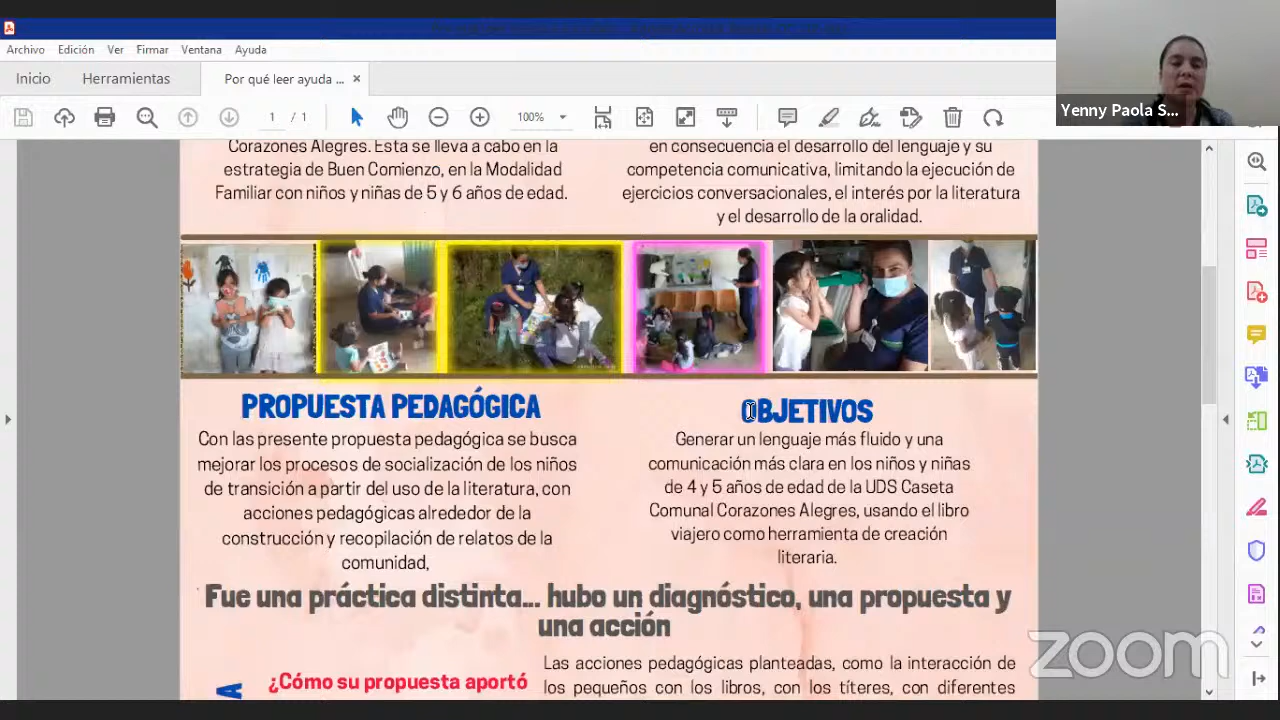 Archivo Edición Ver Firmar Ventana Ayuda
Inicio Herramientas Por qué leer ayuda ... ×
1 / 1 100%
Yenny Paola S...
Corazones Alegres. Esta se lleva a cabo en la
estrategia de Buen Comienzo, en la Modalidad
Familiar con niños y niñas de 5 y 6 años de edad.
en consecuencia el desarrollo del lenguaje y su
competencia comunicativa, limitando la ejecución de
ejercicios conversacionales, el interés por la literatura
y el desarrollo de la oralidad.
PROPUESTA PEDAGÓGICA
Con las presente propuesta pedagógica se busca
mejorar los procesos de socialización de los niños
de transición a partir del uso de la literatura, con
acciones pedagógicas alrededor de la
construcción y recopilación de relatos de la
comunidad,
OBJETIVOS
Generar un lenguaje más fluido y una
comunicación más clara en los niños y niñas
de 4 y 5 años de edad de la UDS Caseta
Comunal Corazones Alegres, usando el libro
viajero como herramienta de creación
literaria.
Fue una práctica distinta... hubo un diagnóstico, una propuesta y
una acción
¿Cómo su propuesta aportó
Las acciones pedagógicas planteadas, como la interacción de
los pequeños con los libros, con los títeres, con diferentes
A
zoom